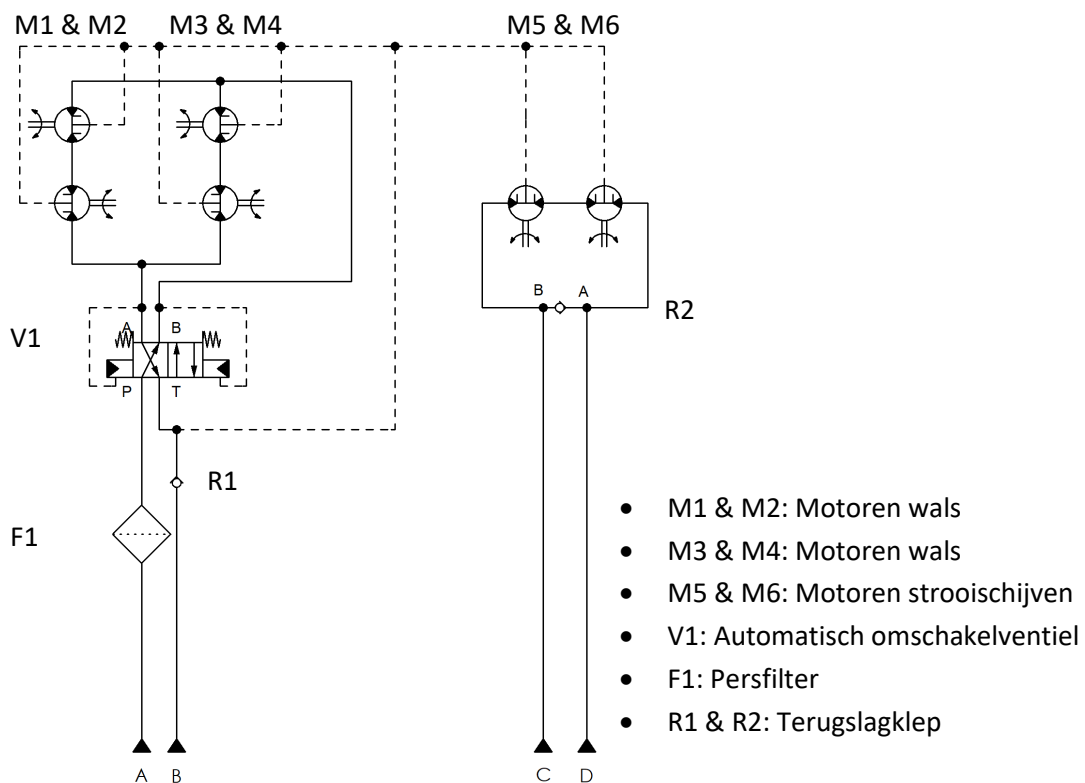 M1 & M2 M3 & M4 M5 & M6
B A
R2
V1
A B
P T
R1
F1
• M1 & M2: Motoren wals
• M3 & M4: Motoren wals
• M5 & M6: Motoren strooischijven
• V1: Automatisch omschakelventiel
• F1: Persfilter
• R1 & R2: Terugslagklep
A B C D